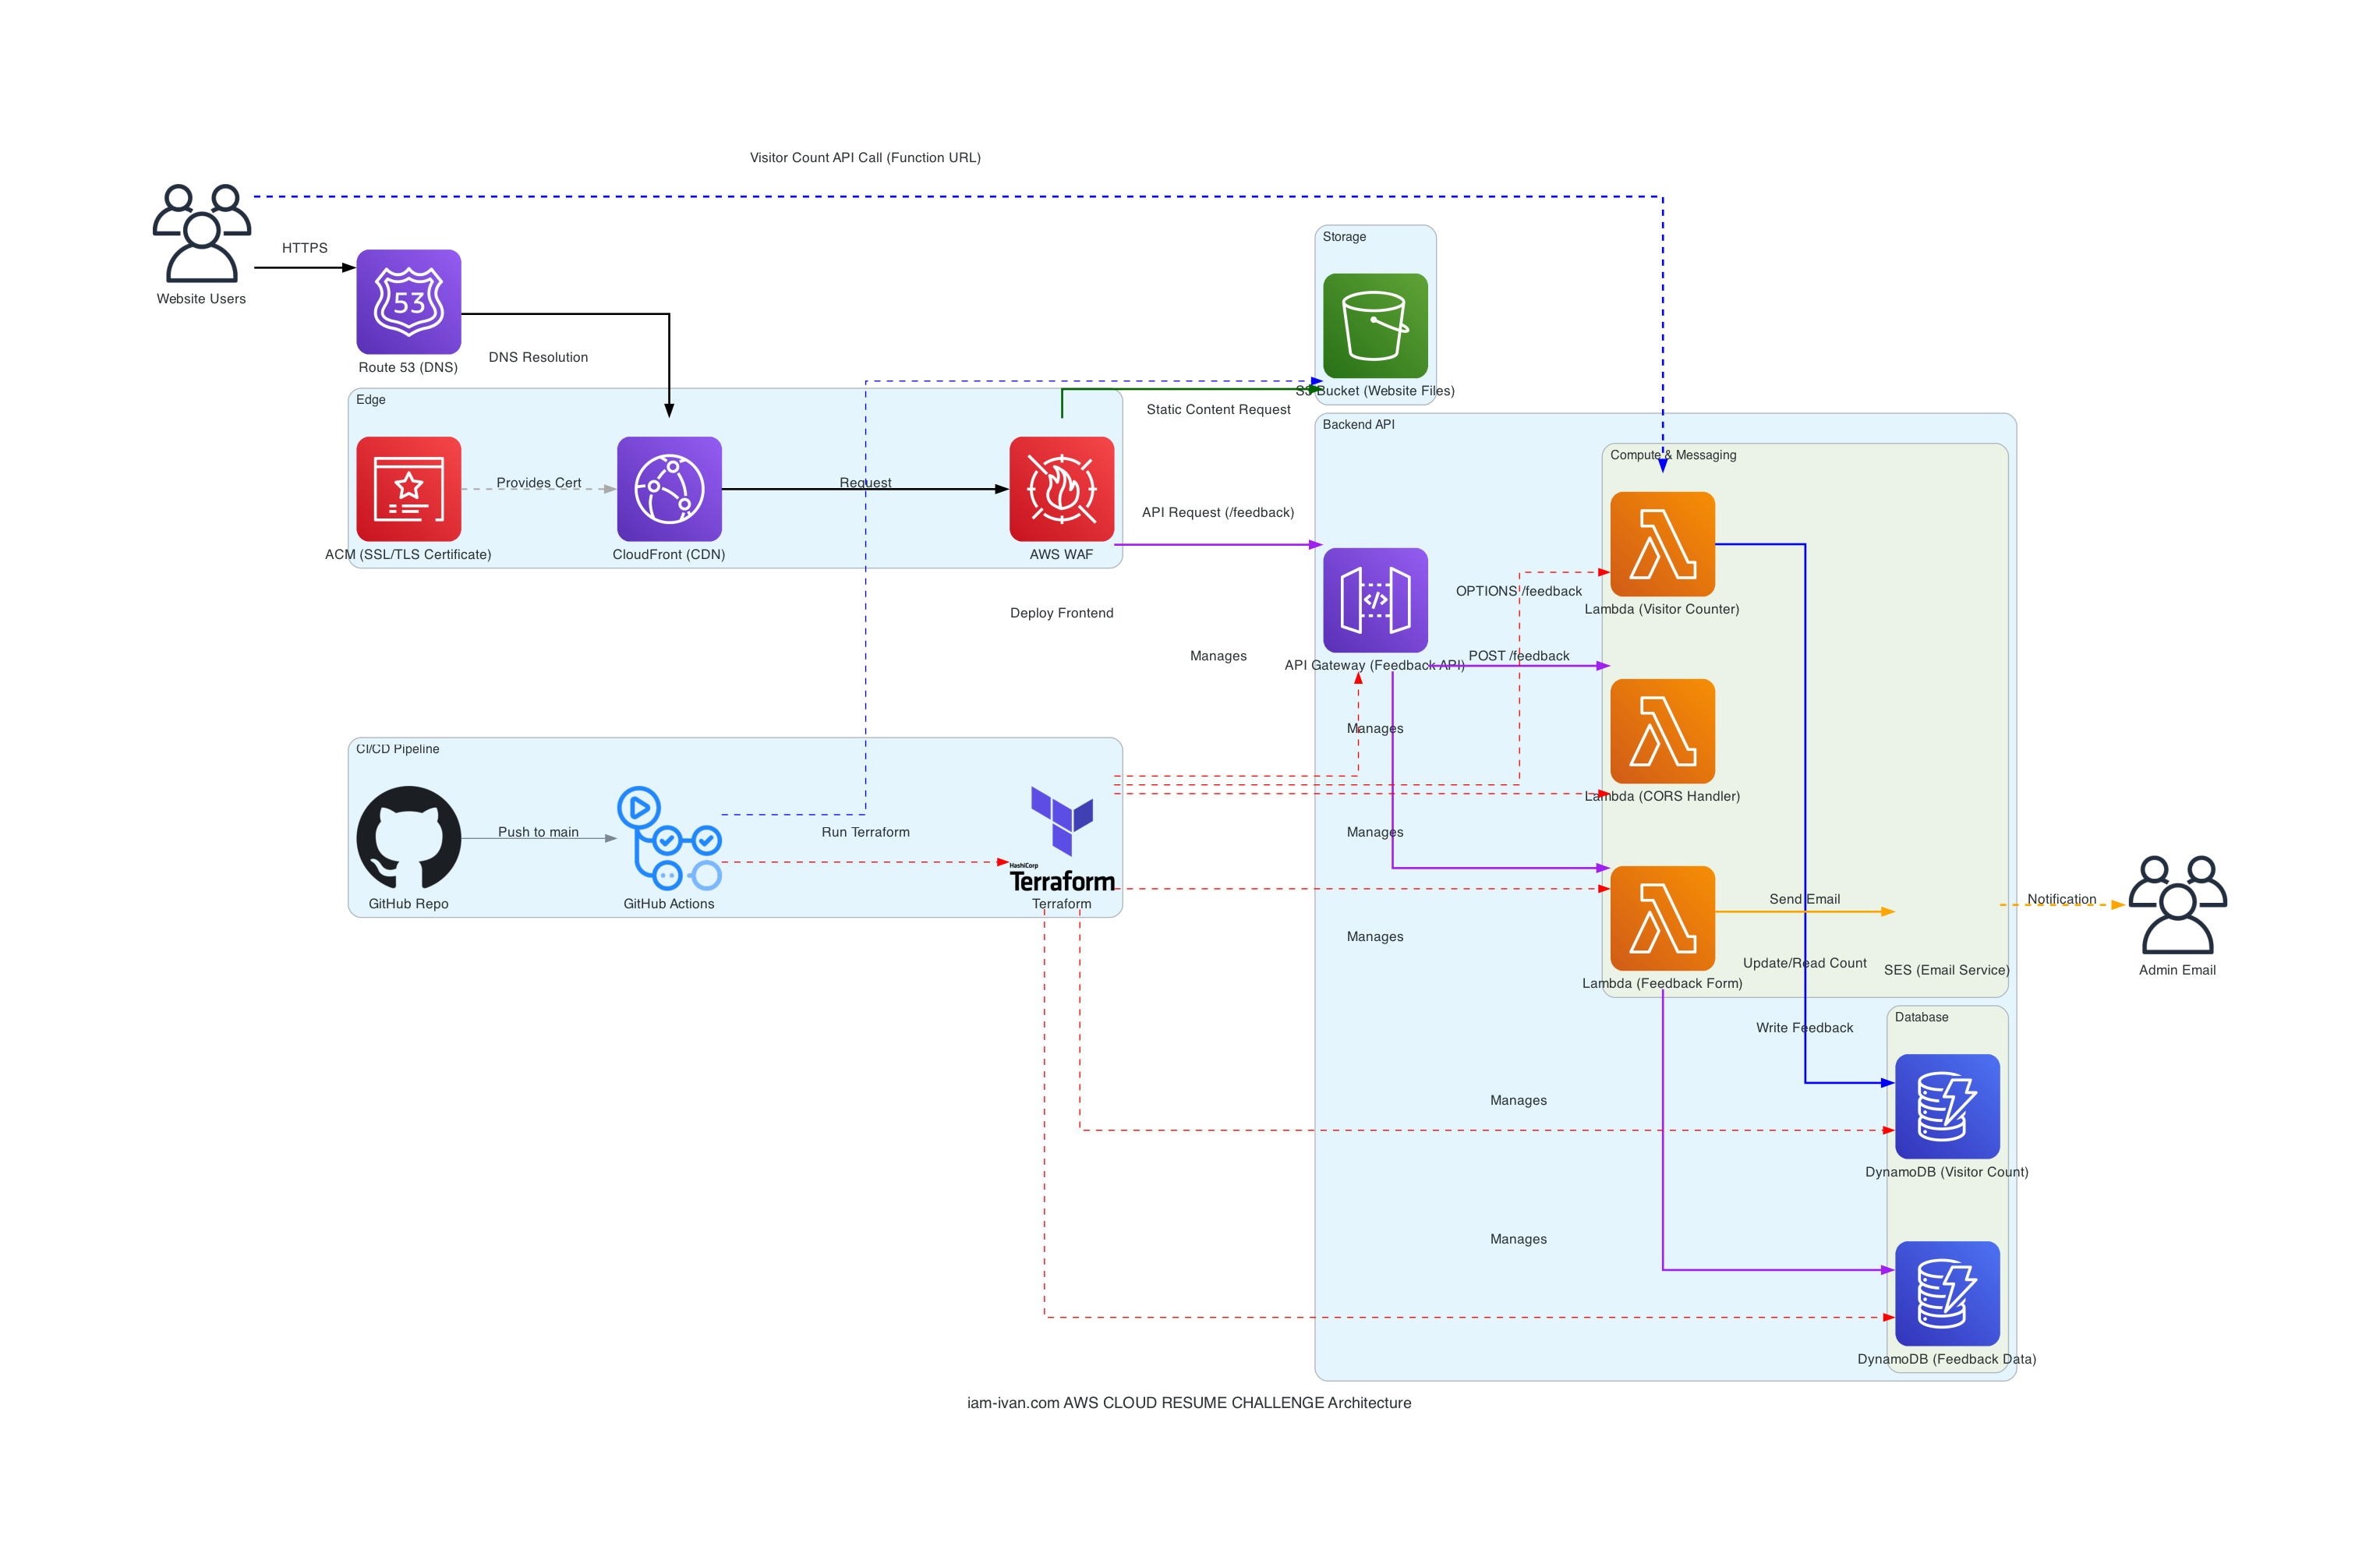 Visitor Count API Call (Function URL)
Website Users
HTTPS
53
Route 53 (DNS)
DNS Resolution
Storage
S3 Bucket (Website Files)
Static Content Request
Edge
ACM (SSL/TLS Certificate)
Provides Cert
CloudFront (CDN)
Request
AWS WAF
API Request (/feedback)
Deploy Frontend
Manages
Backend API
API Gateway (Feedback API)
OPTIONS /feedback
POST /feedback
Compute & Messaging
Lambda (Visitor Counter)
Lambda (CORS Handler)
Lambda (Feedback Form)
Manages
Manages
Manages
CI/CD Pipeline
GitHub Repo
Push to main
GitHub Actions
Run Terraform
HashiCorp
Terraform
Terraform
Send Email
Update/Read Count
SES (Email Service)
Notification
Admin Email
Write Feedback
Database
DynamoDB (Visitor Count)
Manages
DynamoDB (Feedback Data)
Manages
iam-ivan.com AWS CLOUD RESUME CHALLENGE Architecture